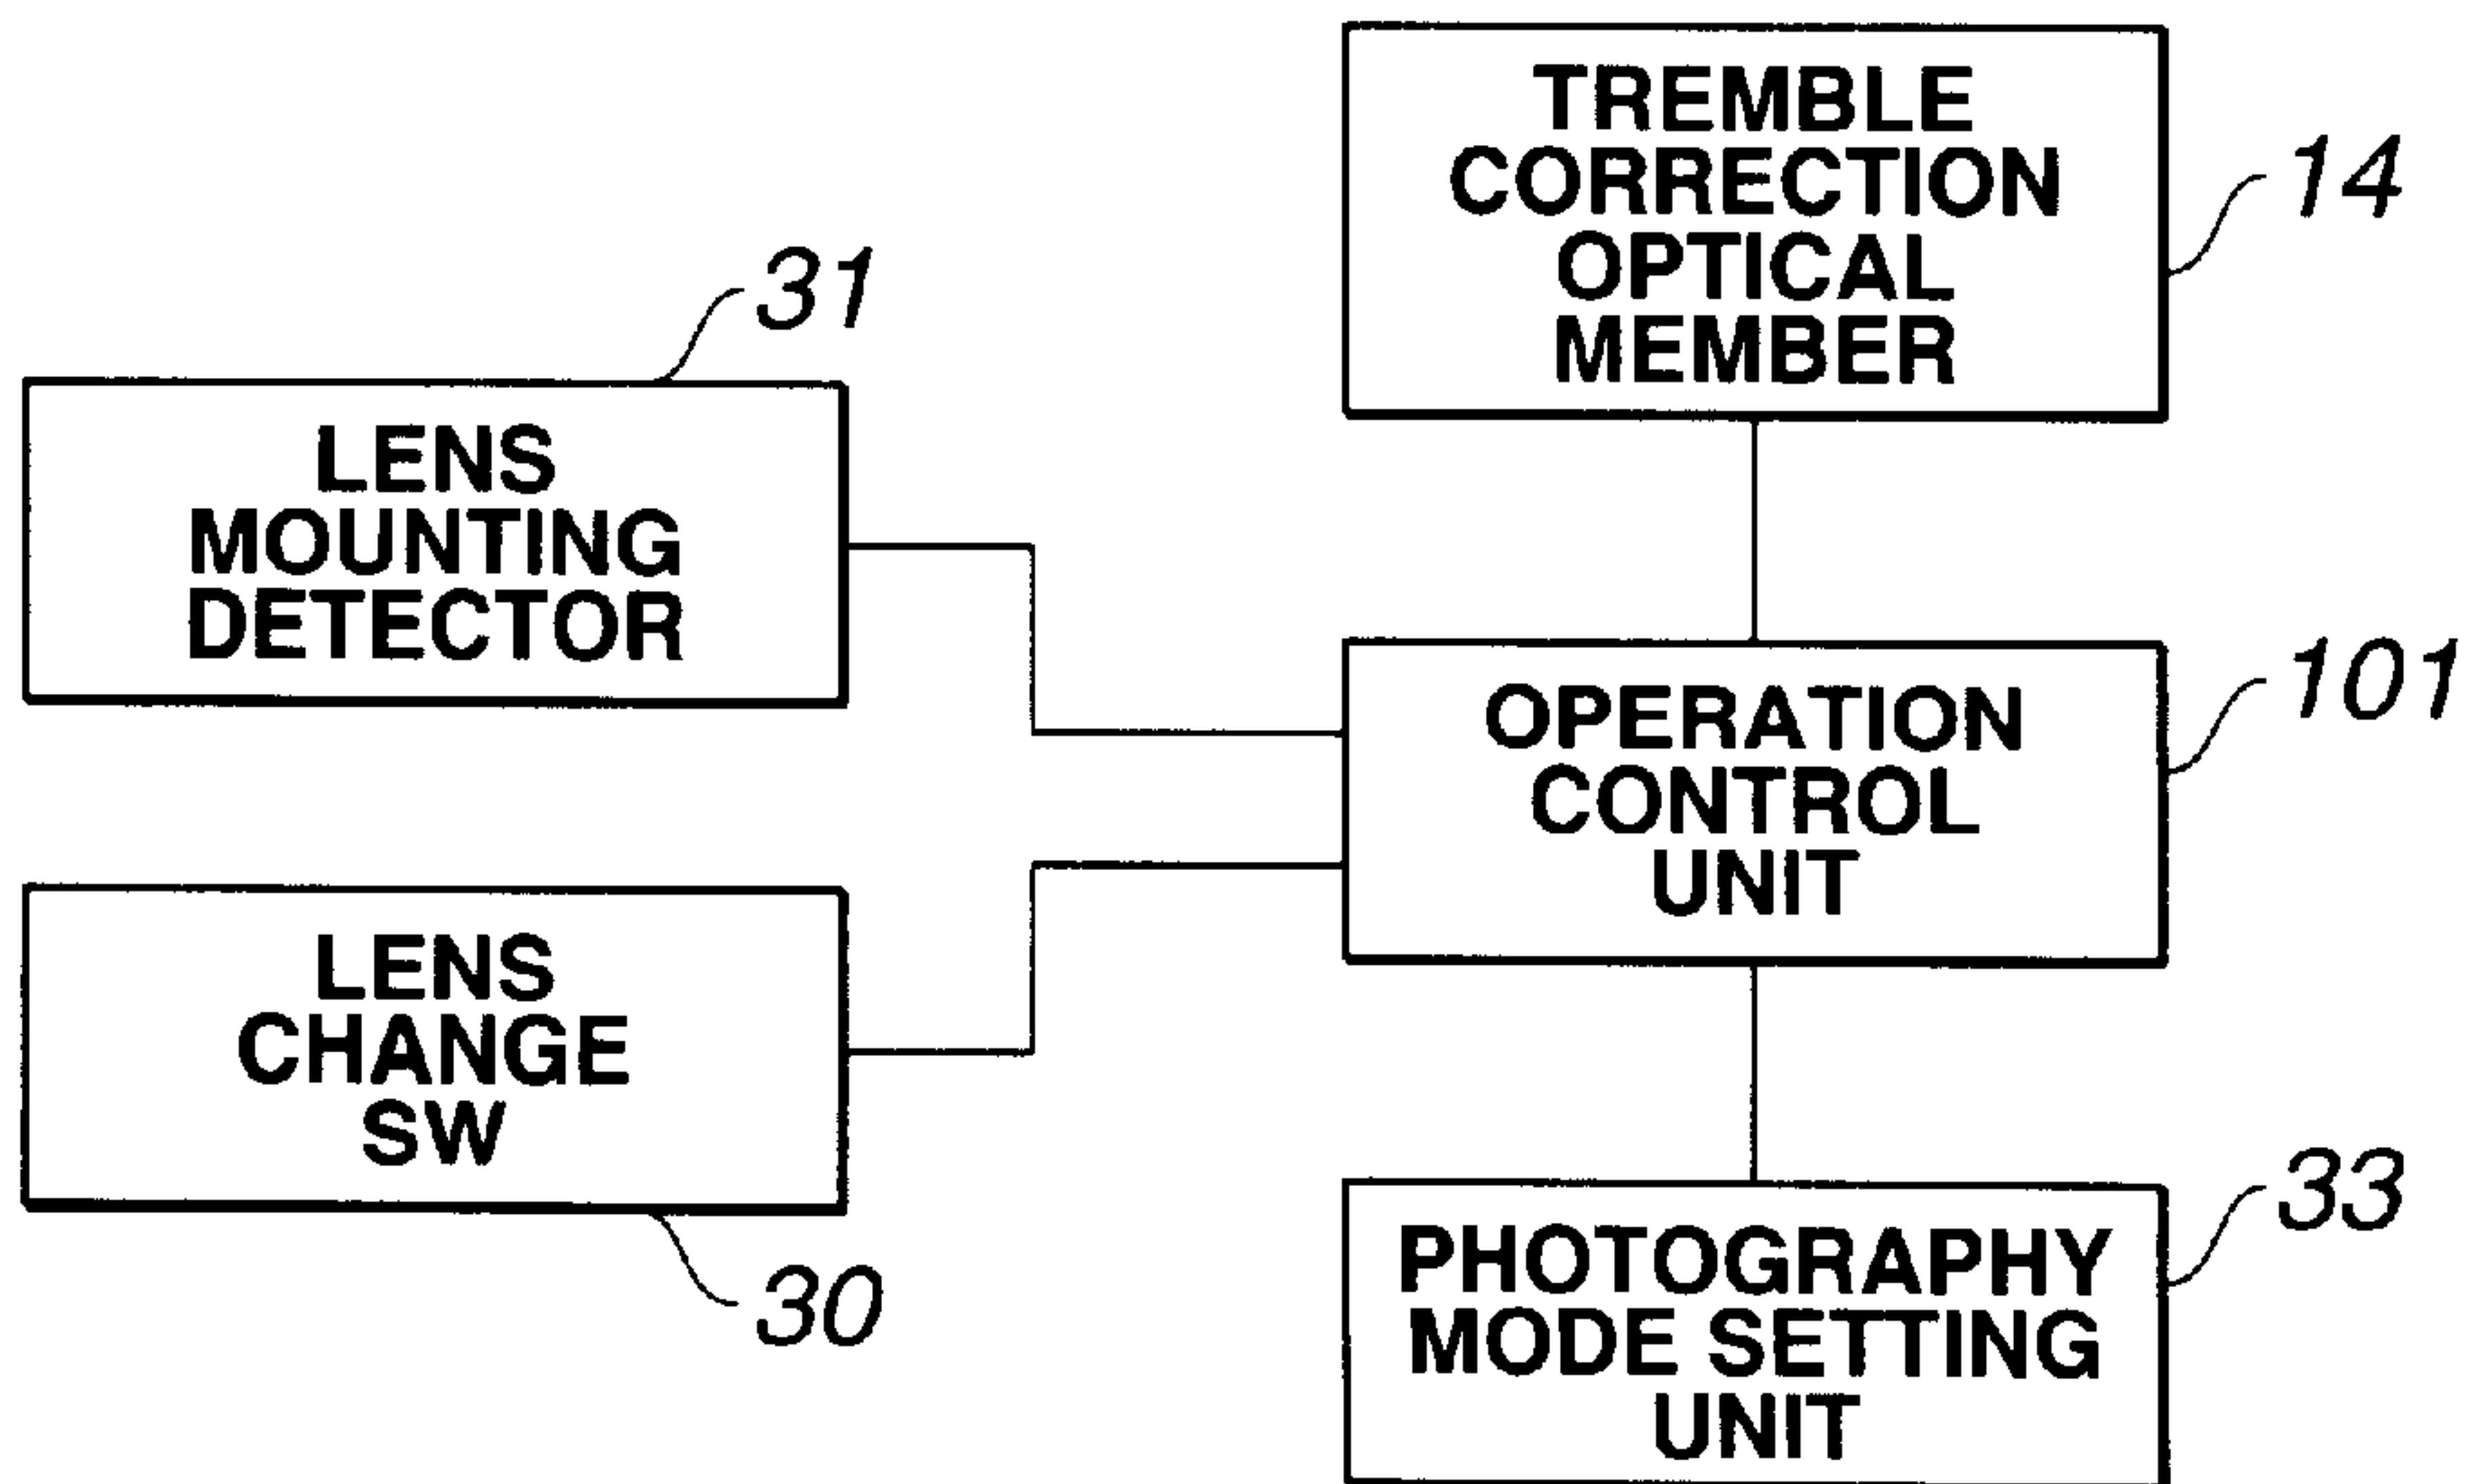 TREMBLE
CORRECTION
OPTICAL
MEMBER
14
31
LENS
MOUNTING
DETECTOR
OPERATION
CONTROL
UNIT
101
LENS
CHANGE
SW
30
PHOTOGRAPHY
MODE SETTING
UNIT
33